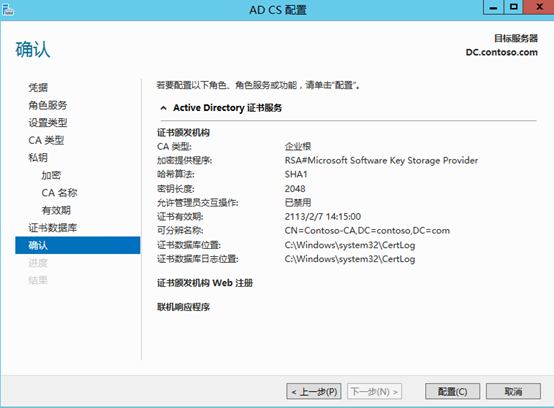 AD CS 配置
确认
目标服务器
DC.contoso.com
凭据
角色服务
设置类型
CA 类型
私钥
加密
CA 名称
有效期
证书数据库
确认
进度
结果
若要配置以下角色、角色服务或功能，请单击“配置”。
Active Directory 证书服务
证书颁发机构
CA 类型: 企业根
加密提供程序: RSA#Microsoft Software Key Storage Provider
哈希算法: SHA1
密钥长度: 2048
允许管理员交互操作: 已禁用
证书有效期: 2113/2/7 14:15:00
可分辨名称: CN=Contoso-CA,DC=contoso,DC=com
证书数据库位置: C:\Windows\system32\CertLog
证书数据库日志位置: C:\Windows\system32\CertLog
证书颁发机构 Web 注册
联机响应程序
< 上一步(P) 下一步(N) > 配置(C) 取消